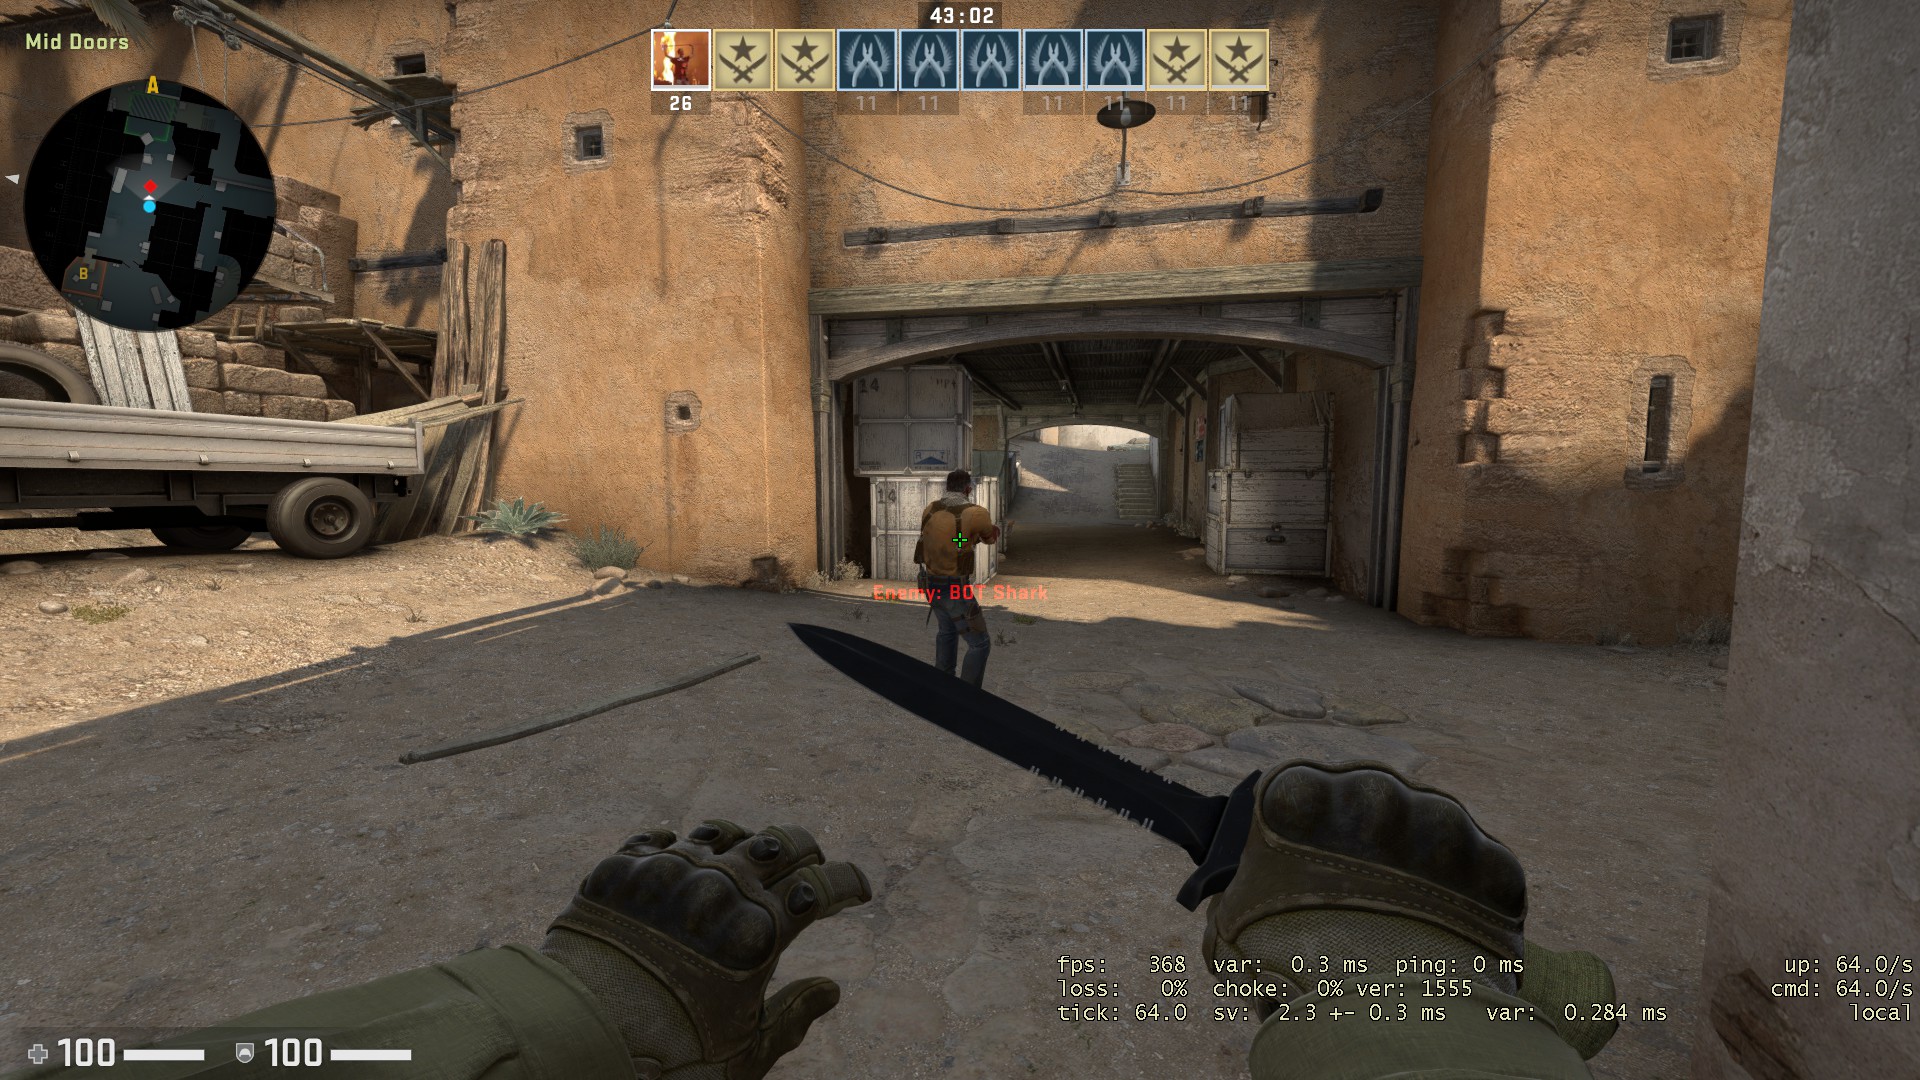 43:02
Mid Doors
26 11 11 11 11 11 11
A
B
14
14
Enemy: BOT Shark
fps: 368 var: 0.3 ms ping: 0 ms
loss: 0% choke: 0% ver: 1555
tick: 64.0 sv: 2.3 +- 0.3 ms var: 0.284 ms
up: 64.0/s
cmd: 64.0/s
local
100 100